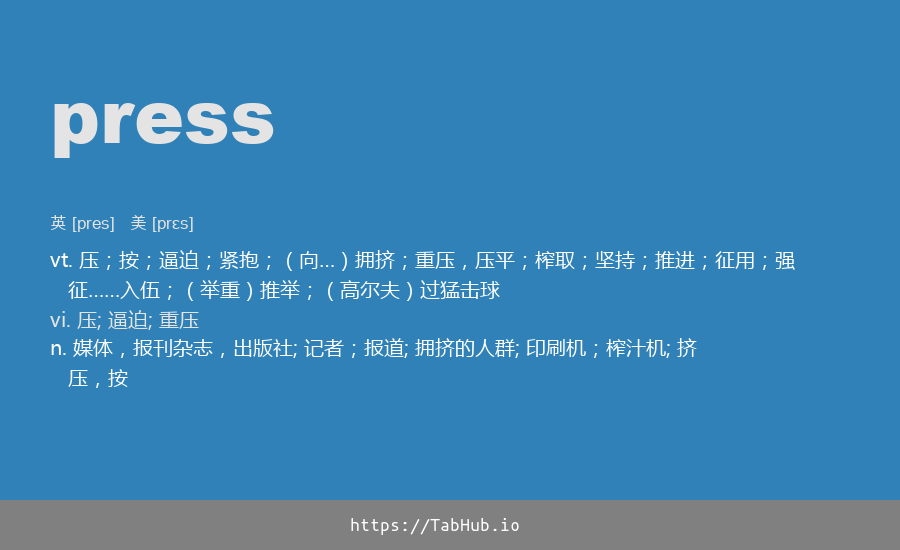 press
英 [pres] 美 [prɛs]
vt. 压；按；逼迫；紧抱；（向…）拥挤；重压，压平；榨取；坚持；推进；征用；强
征……入伍；（举重）推举；（高尔夫）过猛击球
vi. 压; 逼迫; 重压
n. 媒体，报刊杂志，出版社; 记者；报道; 拥挤的人群; 印刷机；榨汁机; 挤
压，按
https://TabHub.io